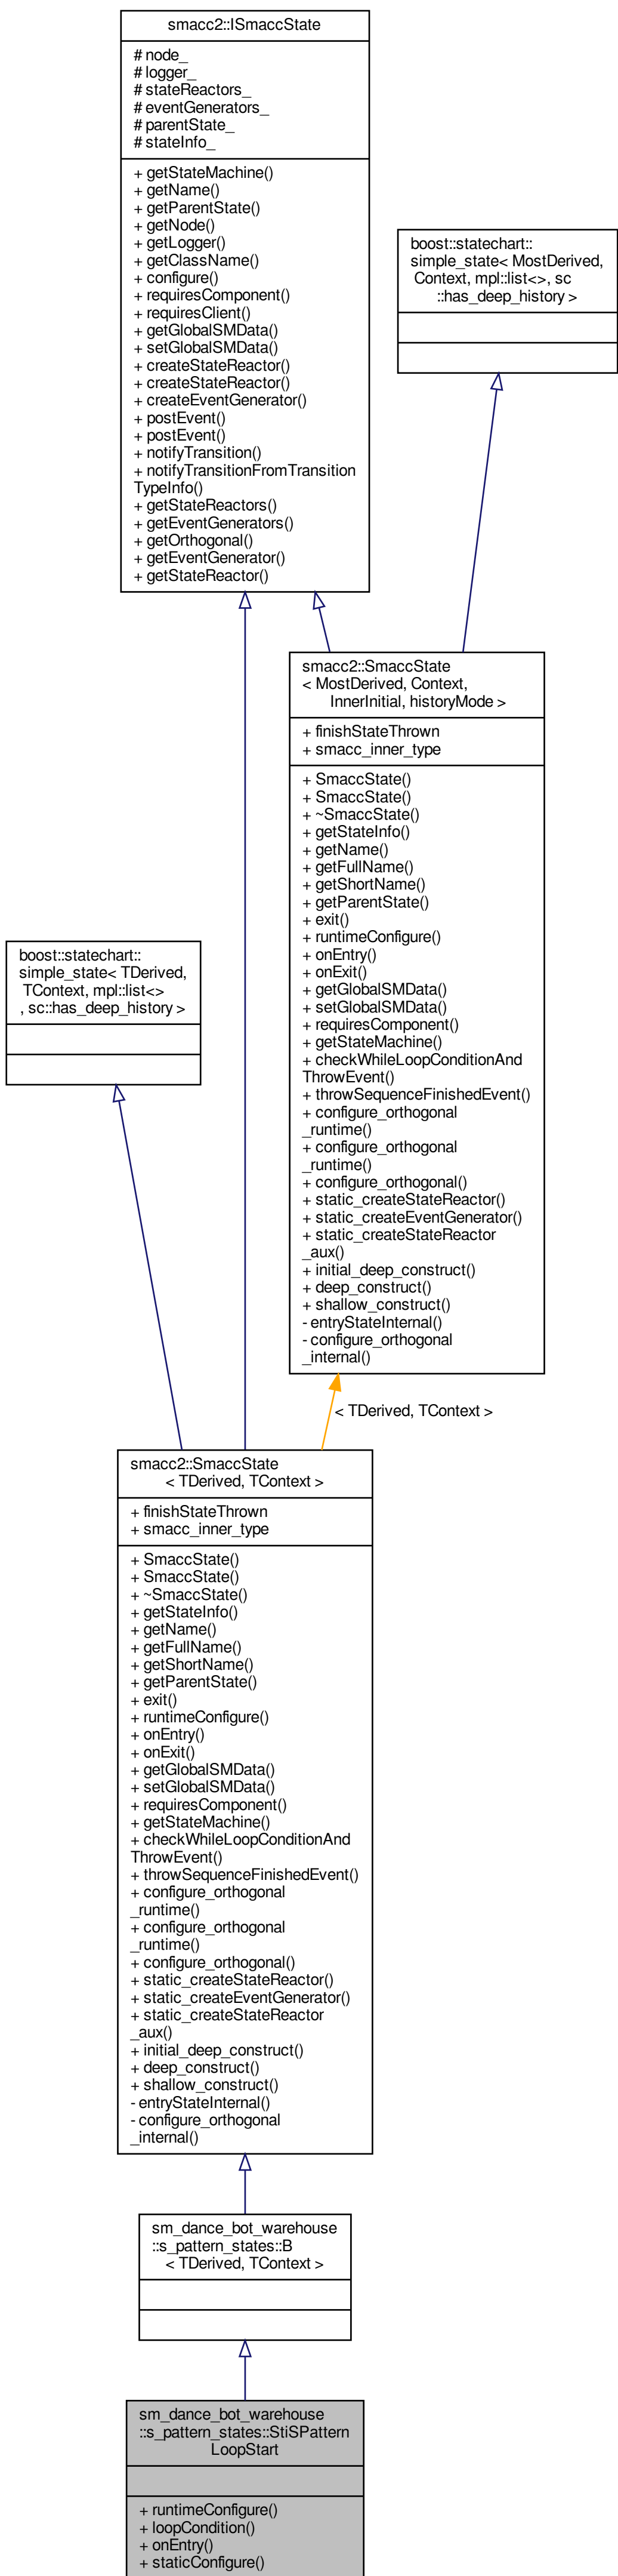 smacc2::ISmaccState
# node_
# logger_
# stateReactors_
# eventGenerators_
# parentState_
# stateInfo_
+ getStateMachine()
+ getName()
+ getParentState()
+ getNode()
+ getLogger()
+ getClassName()
+ configure()
+ requiresComponent()
+ requiresClient()
+ getGlobalSMData()
+ setGlobalSMData()
+ createStateReactor()
+ createStateReactor()
+ createEventGenerator()
+ postEvent()
+ postEvent()
+ notifyTransition()
+ notifyTransitionFromTransition
TypeInfo()
+ getStateReactors()
+ getEventGenerators()
+ getOrthogonal()
+ getEventGenerator()
+ getStateReactor()
boost::statechart::
simple_state< MostDerived,
Context, mpl::list<>, sc
::has_deep_history >
smacc2::SmaccState
< MostDerived, Context,
InnerInitial, historyMode >
+ finishStateThrown
+ smacc_inner_type
+ SmaccState()
+ SmaccState()
+ ~SmaccState()
+ getStateInfo()
+ getName()
+ getFullName()
+ getShortName()
+ getParentState()
+ exit()
+ runtimeConfigure()
+ onEntry()
+ onExit()
+ getGlobalSMData()
+ setGlobalSMData()
+ requiresComponent()
+ getStateMachine()
+ checkWhileLoopConditionAnd
ThrowEvent()
+ throwSequenceFinishedEvent()
+ configure_orthogonal
_runtime()
+ configure_orthogonal
_runtime()
+ configure_orthogonal()
+ static_createStateReactor()
+ static_createEventGenerator()
+ static_createStateReactor
_aux()
+ initial_deep_construct()
+ deep_construct()
+ shallow_construct()
- entryStateInternal()
- configure_orthogonal
_internal()
boost::statechart::
simple_state< TDerived,
TContext, mpl::list<>
, sc::has_deep_history >
< TDerived, TContext >
smacc2::SmaccState
< TDerived, TContext >
+ finishStateThrown
+ smacc_inner_type
+ SmaccState()
+ SmaccState()
+ ~SmaccState()
+ getStateInfo()
+ getName()
+ getFullName()
+ getShortName()
+ getParentState()
+ exit()
+ runtimeConfigure()
+ onEntry()
+ onExit()
+ getGlobalSMData()
+ setGlobalSMData()
+ requiresComponent()
+ getStateMachine()
+ checkWhileLoopConditionAnd
ThrowEvent()
+ throwSequenceFinishedEvent()
+ configure_orthogonal
_runtime()
+ configure_orthogonal
_runtime()
+ configure_orthogonal()
+ static_createStateReactor()
+ static_createEventGenerator()
+ static_createStateReactor
_aux()
+ initial_deep_construct()
+ deep_construct()
+ shallow_construct()
- entryStateInternal()
- configure_orthogonal
_internal()
sm_dance_bot_warehouse
::s_pattern_states::B
< TDerived, TContext >
sm_dance_bot_warehouse
::s_pattern_states::StiSPattern
LoopStart
+ runtimeConfigure()
+ loopCondition()
+ onEntry()
+ staticConfigure()